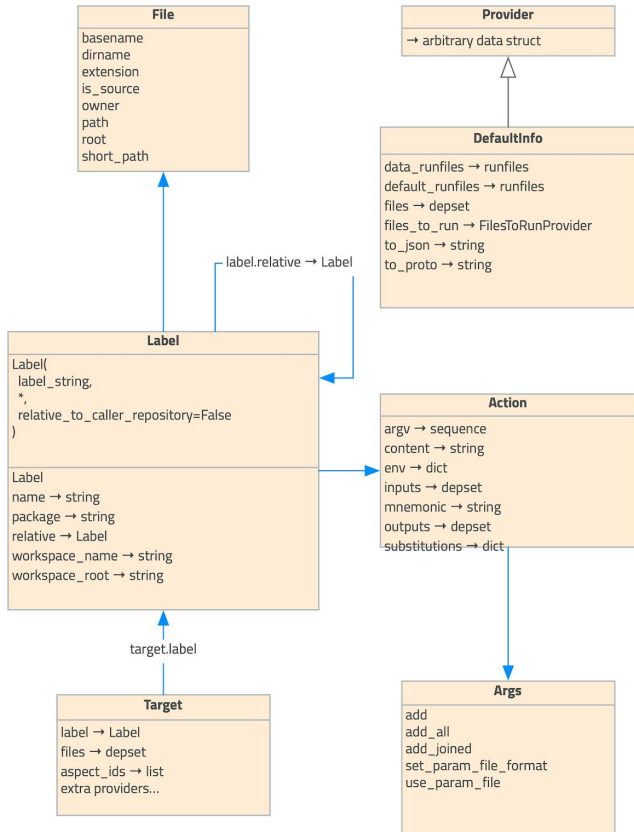 File
basename
dirname
extension
is_source
owner
path
root
short_path
Provider
→ arbitrary data struct
DefaultInfo
data_runfiles → runfiles
default_runfiles → runfiles
files → depset
files_to_run → FilesToRunProvider
to_json → string
to_proto → string
label.relative → Label
Label
Label(
label_string,
*,
relative_to_caller_repository=False
)
Label
name → string
package → string
relative → Label
workspace_name → string
workspace_root → string
Action
argv → sequence
content → string
env → dict
inputs → depset
mnemonic → string
outputs → depset
substitutions → dict
target.label
Target
label → Label
files → depset
aspect_ids → list
extra providers...
Args
add
add_all
add_joined
set_param_file_format
use_param_file